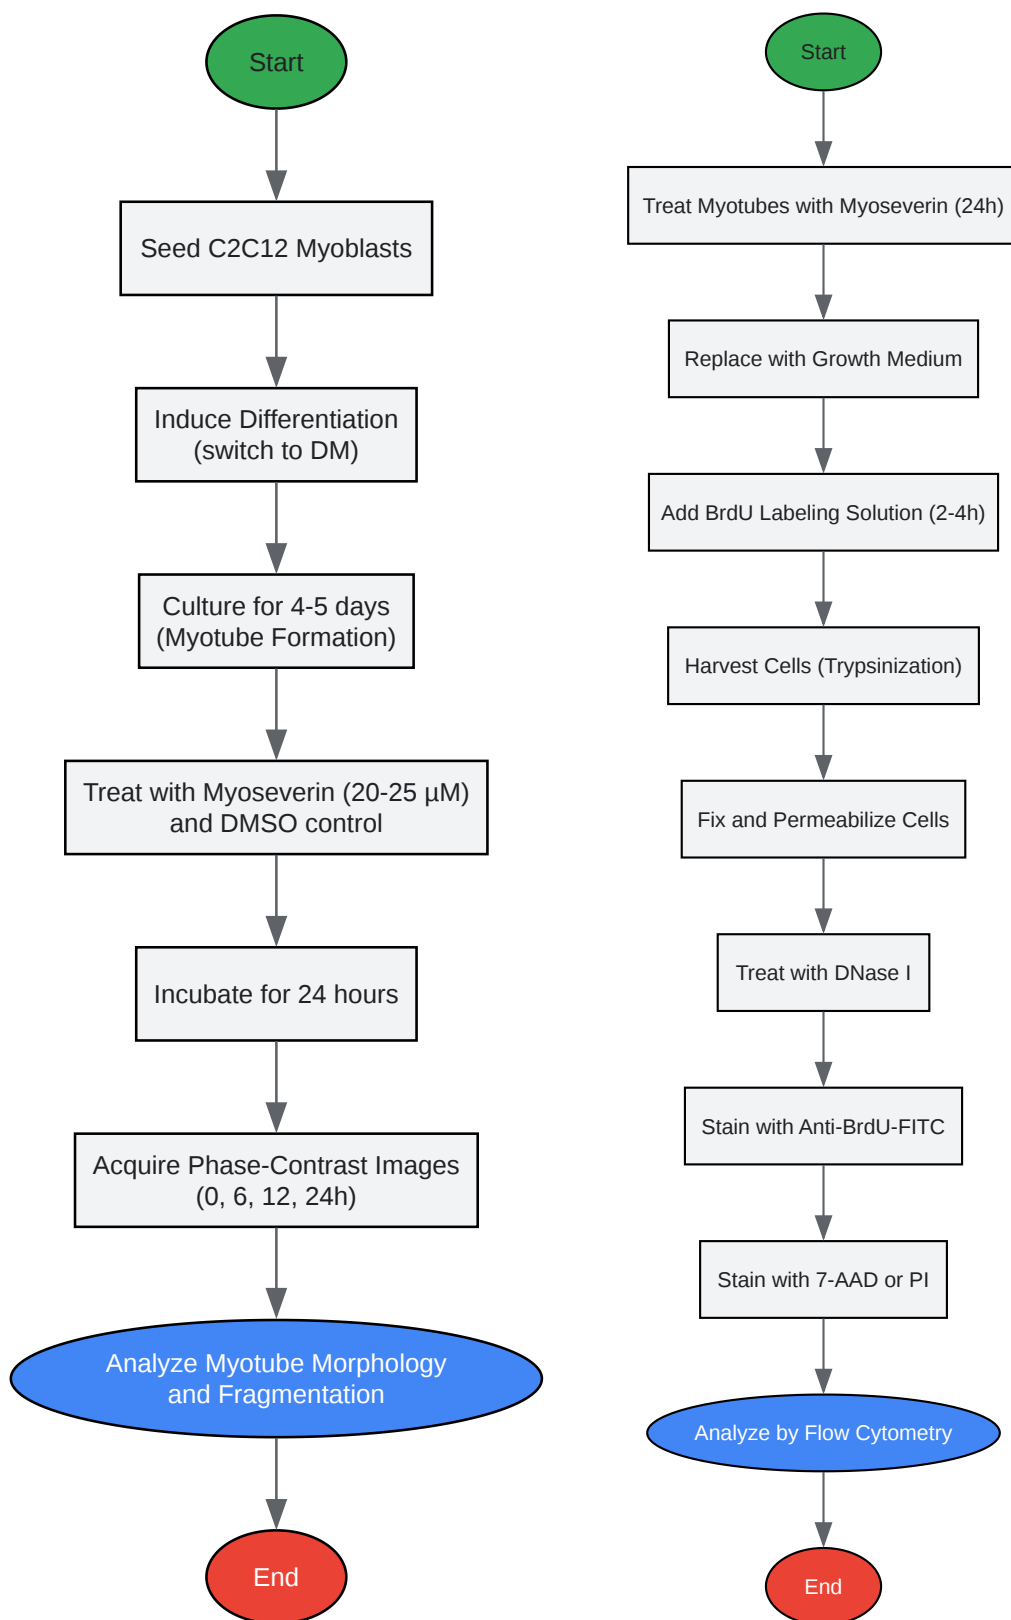 Start
Seed C2C12 Myoblasts
Induce Differentiation
(switch to DM)
Culture for 4-5 days
(Myotube Formation)
Treat with Myoseverin (20-25 µM)
and DMSO control
Incubate for 24 hours
Acquire Phase-Contrast Images
(0, 6, 12, 24h)
Analyze Myotube Morphology
and Fragmentation
End
Start
Treat Myotubes with Myoseverin (24h)
Replace with Growth Medium
Add BrdU Labeling Solution (2-4h)
Harvest Cells (Trypsinization)
Fix and Permeabilize Cells
Treat with DNase I
Stain with Anti-BrdU-FITC
Stain with 7-AAD or PI
Analyze by Flow Cytometry
End